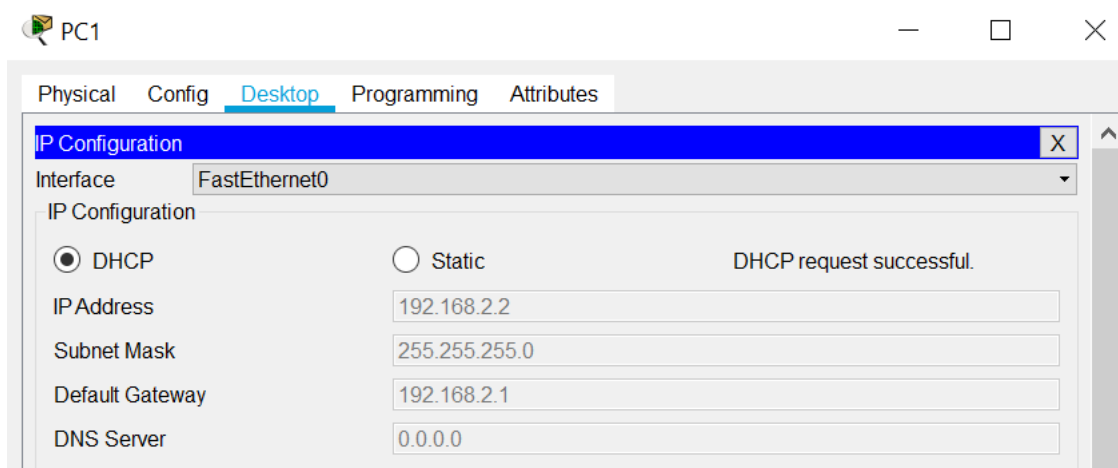 PC1
Physical Config Desktop Programming Attributes
IP Configuration X
Interface FastEthernet0
IP Configuration
DHCP Static DHCP request successful.
IP Address 192.168.2.2
Subnet Mask 255.255.255.0
Default Gateway 192.168.2.1
DNS Server 0.0.0.0